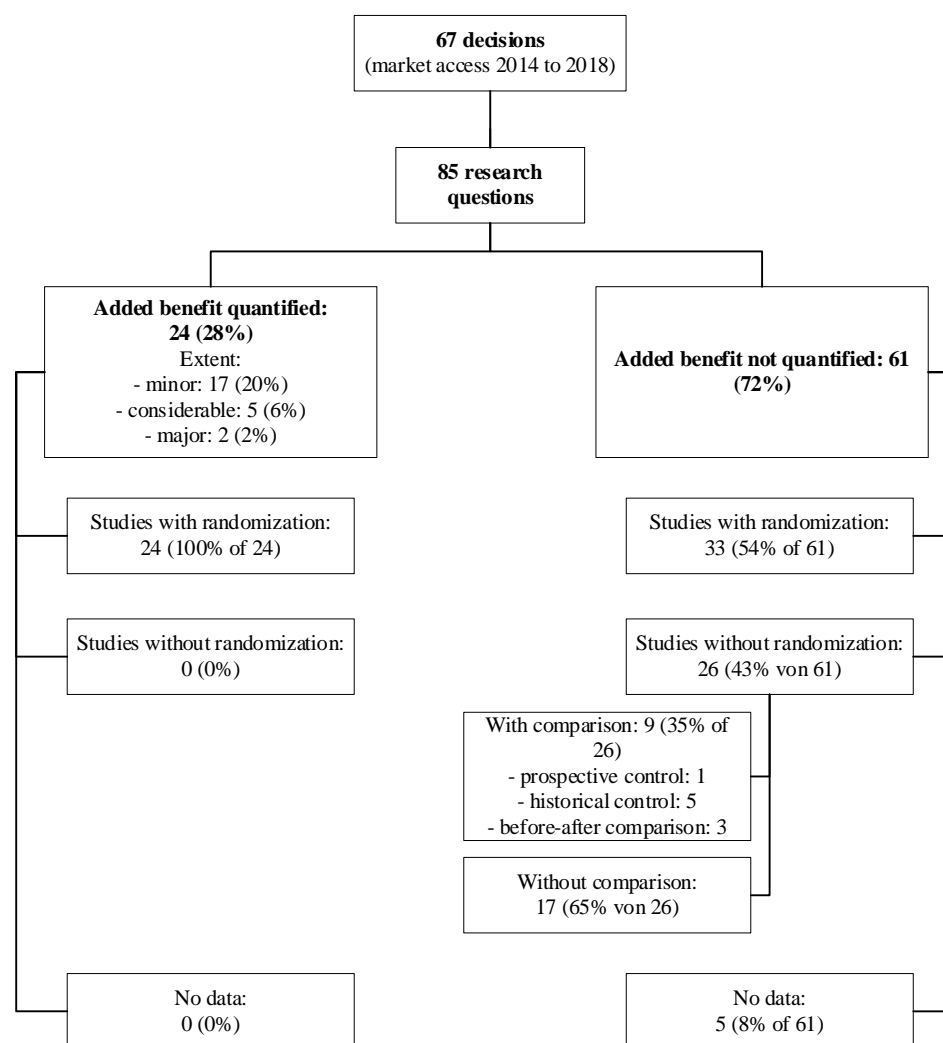 67 decisions
(market access 2014 to 2018)
85 research
questions
Added benefit quantified:
24 (28%)
Extent:
- minor: 17 (20%)
- considerable: 5 (6%)
- major: 2 (2%)
Added benefit not quantified: 61
(72%)
Studies with randomization:
24 (100% of 24)
Studies with randomization:
33 (54% of 61)
Studies without randomization:
0 (0%)
Studies without randomization:
26 (43% von 61)
With comparison: 9 (35% of
26)
- prospective control: 1
- historical control: 5
- before-after comparison: 3
Without comparison:
17 (65% von 26)
No data:
0 (0%)
No data:
5 (8% of 61)